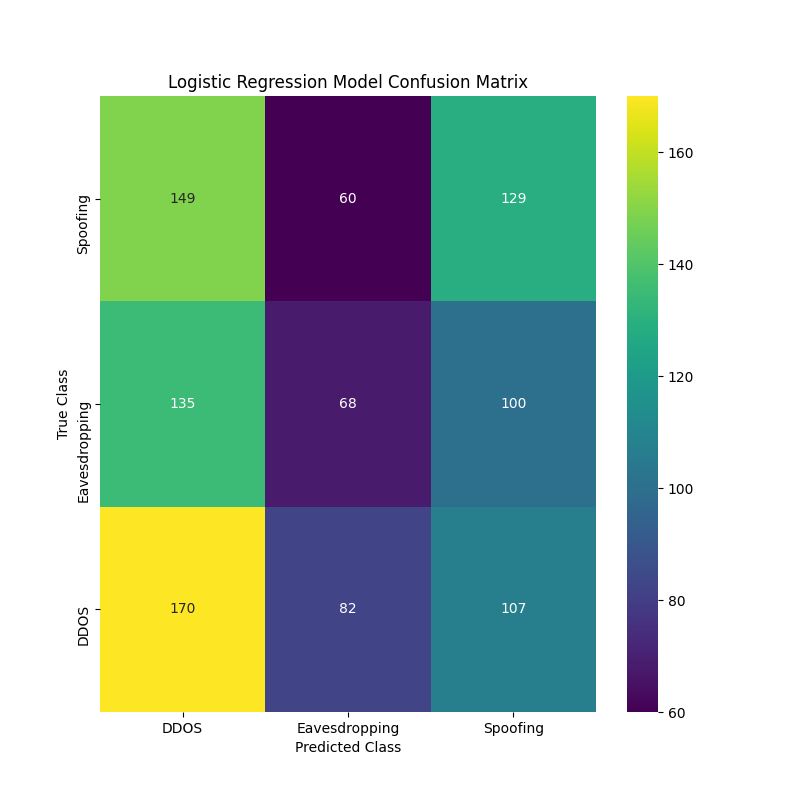 Logistic Regression Model Confusion Matrix
True Class
Spoofing
149 60 129
Eavesdropping
135 68 100
DDOS
170 82 107
DDOS Eavesdropping Spoofing
Predicted Class
160
140
120
100
80
60